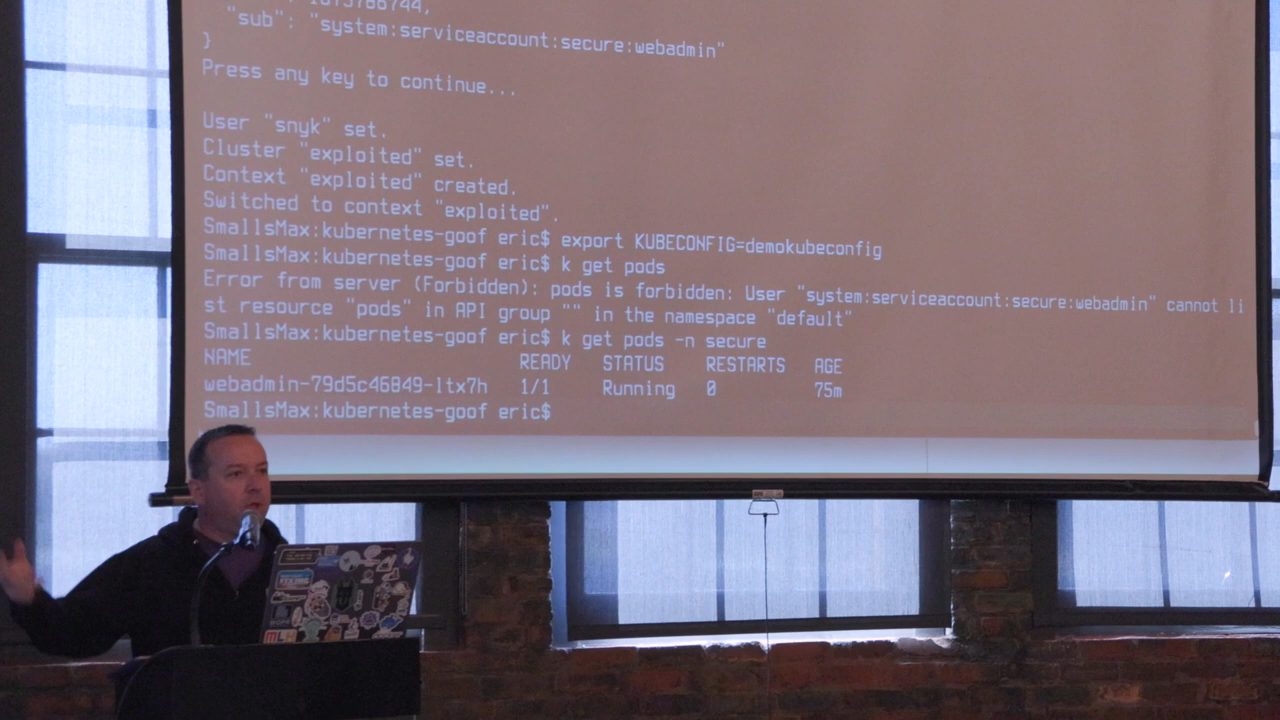 "sub": "system:serviceaccount:secure:webadmin"
}
Press any key to continue...
User "snyk" set.
Cluster "exploited" set.
Context "exploited" created.
Switched to context "exploited".
SmallsMax:kubernetes-goof eric$ export KUBECONFIG=demokubeconfig
SmallsMax:kubernetes-goof eric$ k get pods
Error from server (Forbidden): pods is forbidden: User "system:serviceaccount:secure:webadmin" cannot li
st resource "pods" in API group "" in the namespace "default"
SmallsMax:kubernetes-goof eric$ k get pods -n secure
NAME READY STATUS RESTARTS AGE
webadmin-79d5c46849-ltx7h 1/1 Running 0 75m
SmallsMax:kubernetes-goof eric$
MLH